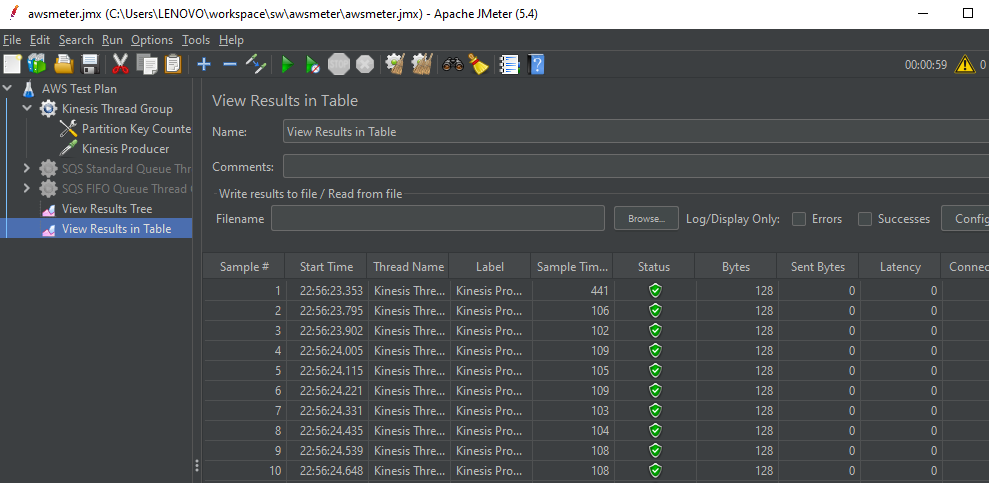 awsmeter.jmx (C:\Users\LENOVO\workspace\sw\awsmeter\awsmeter.jmx) - Apache JMeter (5.4)
File Edit Search Run Options Tools Help
00:00:59 0
AWS Test Plan
Kinesis Thread Group
Partition Key Counte
Kinesis Producer
SQS Standard Queue Thr
SQS FIFO Queue Thread
View Results Tree
View Results in Table
View Results in Table
Name: View Results in Table
Comments:
Write results to file / Read from file
Filename Browse... Log/Display Only: Errors Successes Config
Sample # Start Time Thread Name Label Sample Tim... Status Bytes Sent Bytes Latency Connec
1 22:56:23.353 Kinesis Thre... Kinesis Pro... 441 128 0 0
2 22:56:23.795 Kinesis Thre... Kinesis Pro... 106 128 0 0
3 22:56:23.902 Kinesis Thre... Kinesis Pro... 102 128 0 0
4 22:56:24.005 Kinesis Thre... Kinesis Pro... 109 128 0 0
5 22:56:24.115 Kinesis Thre... Kinesis Pro... 105 128 0 0
6 22:56:24.221 Kinesis Thre... Kinesis Pro... 109 128 0 0
7 22:56:24.331 Kinesis Thre... Kinesis Pro... 103 128 0 0
8 22:56:24.435 Kinesis Thre... Kinesis Pro... 104 128 0 0
9 22:56:24.539 Kinesis Thre... Kinesis Pro... 108 128 0 0
10 22:56:24.648 Kinesis Thre... Kinesis Pro... 108 128 0 0